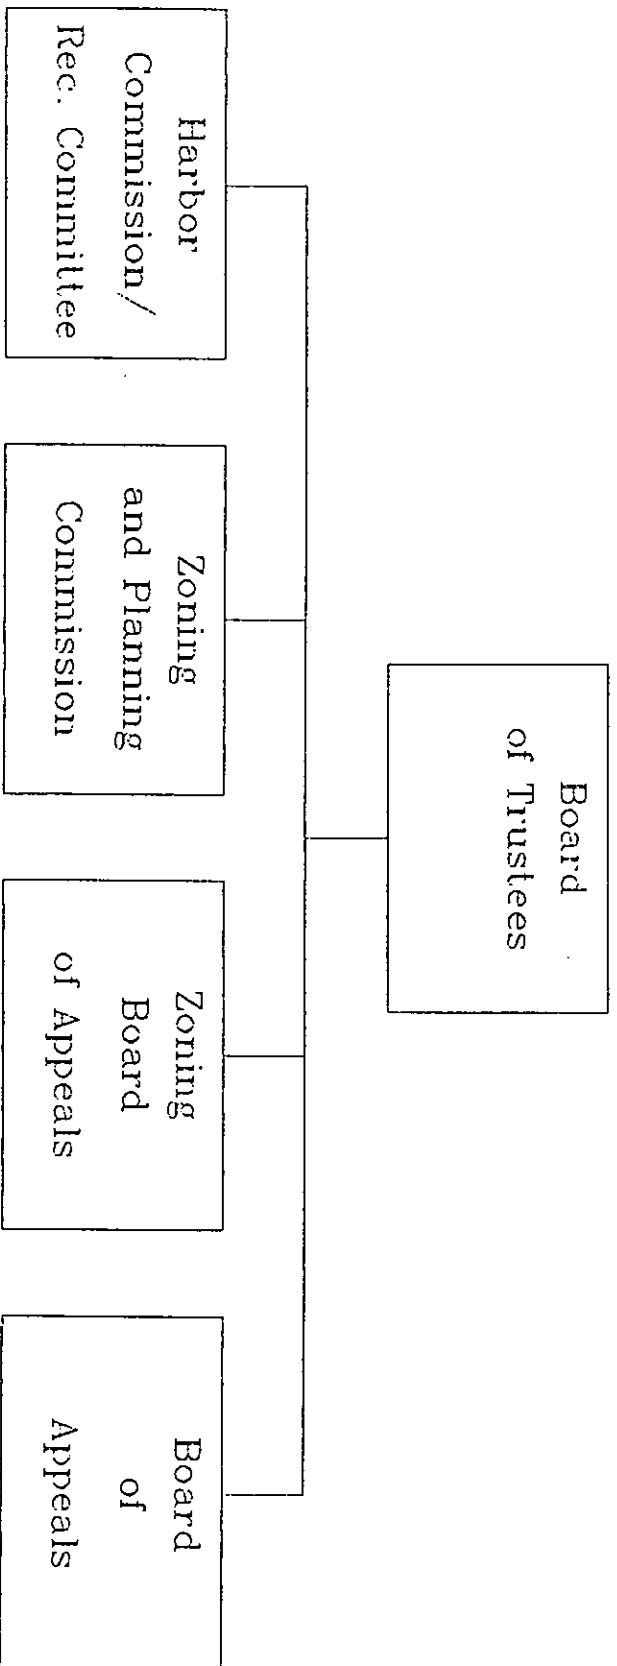 Board
of Trustees
Harbor
Commission/
Rec. Committee
Zoning
and Planning
Commission
Zoning
Board
of Appeals
Board
of
Appeals